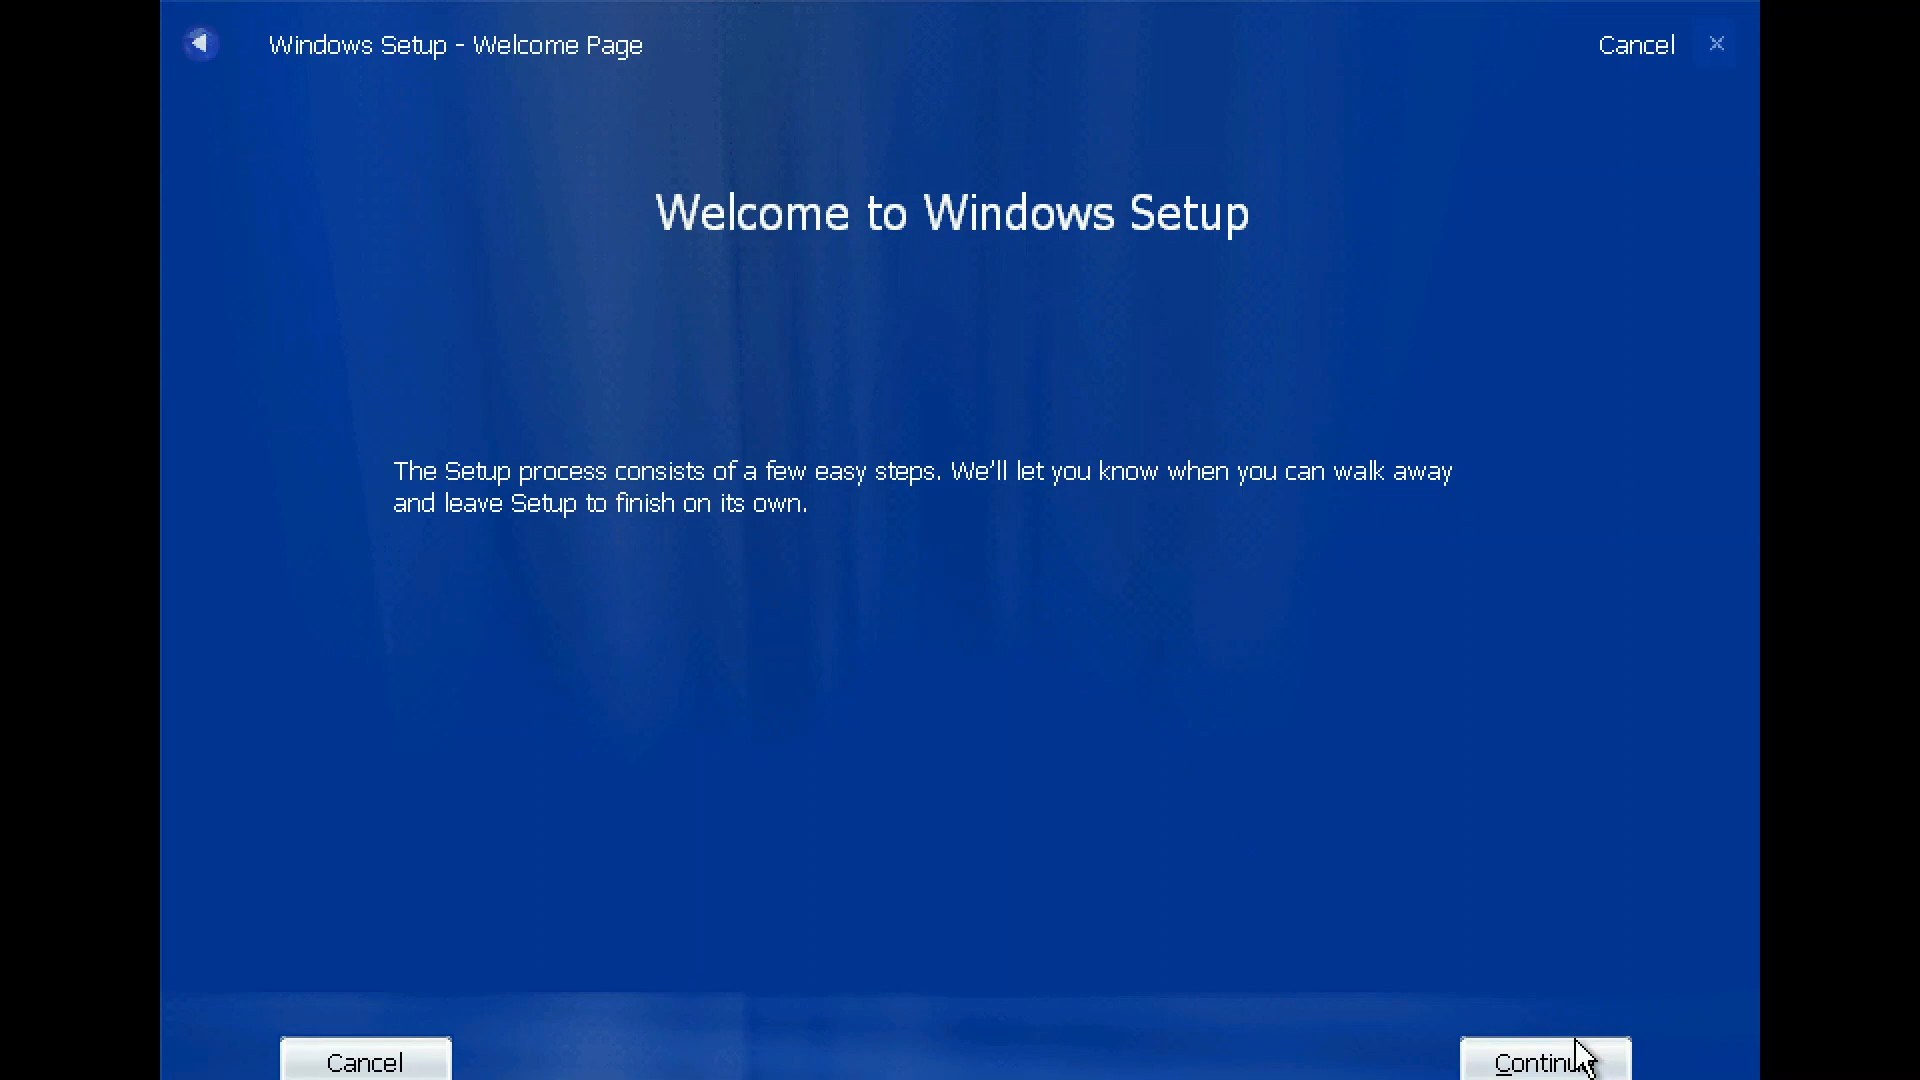 Windows Setup - Welcome Page
Cancel
Welcome to Windows Setup
The Setup process consists of a few easy steps. We'll let you know when you can walk away
and leave Setup to finish on its own.
Cancel
Continue